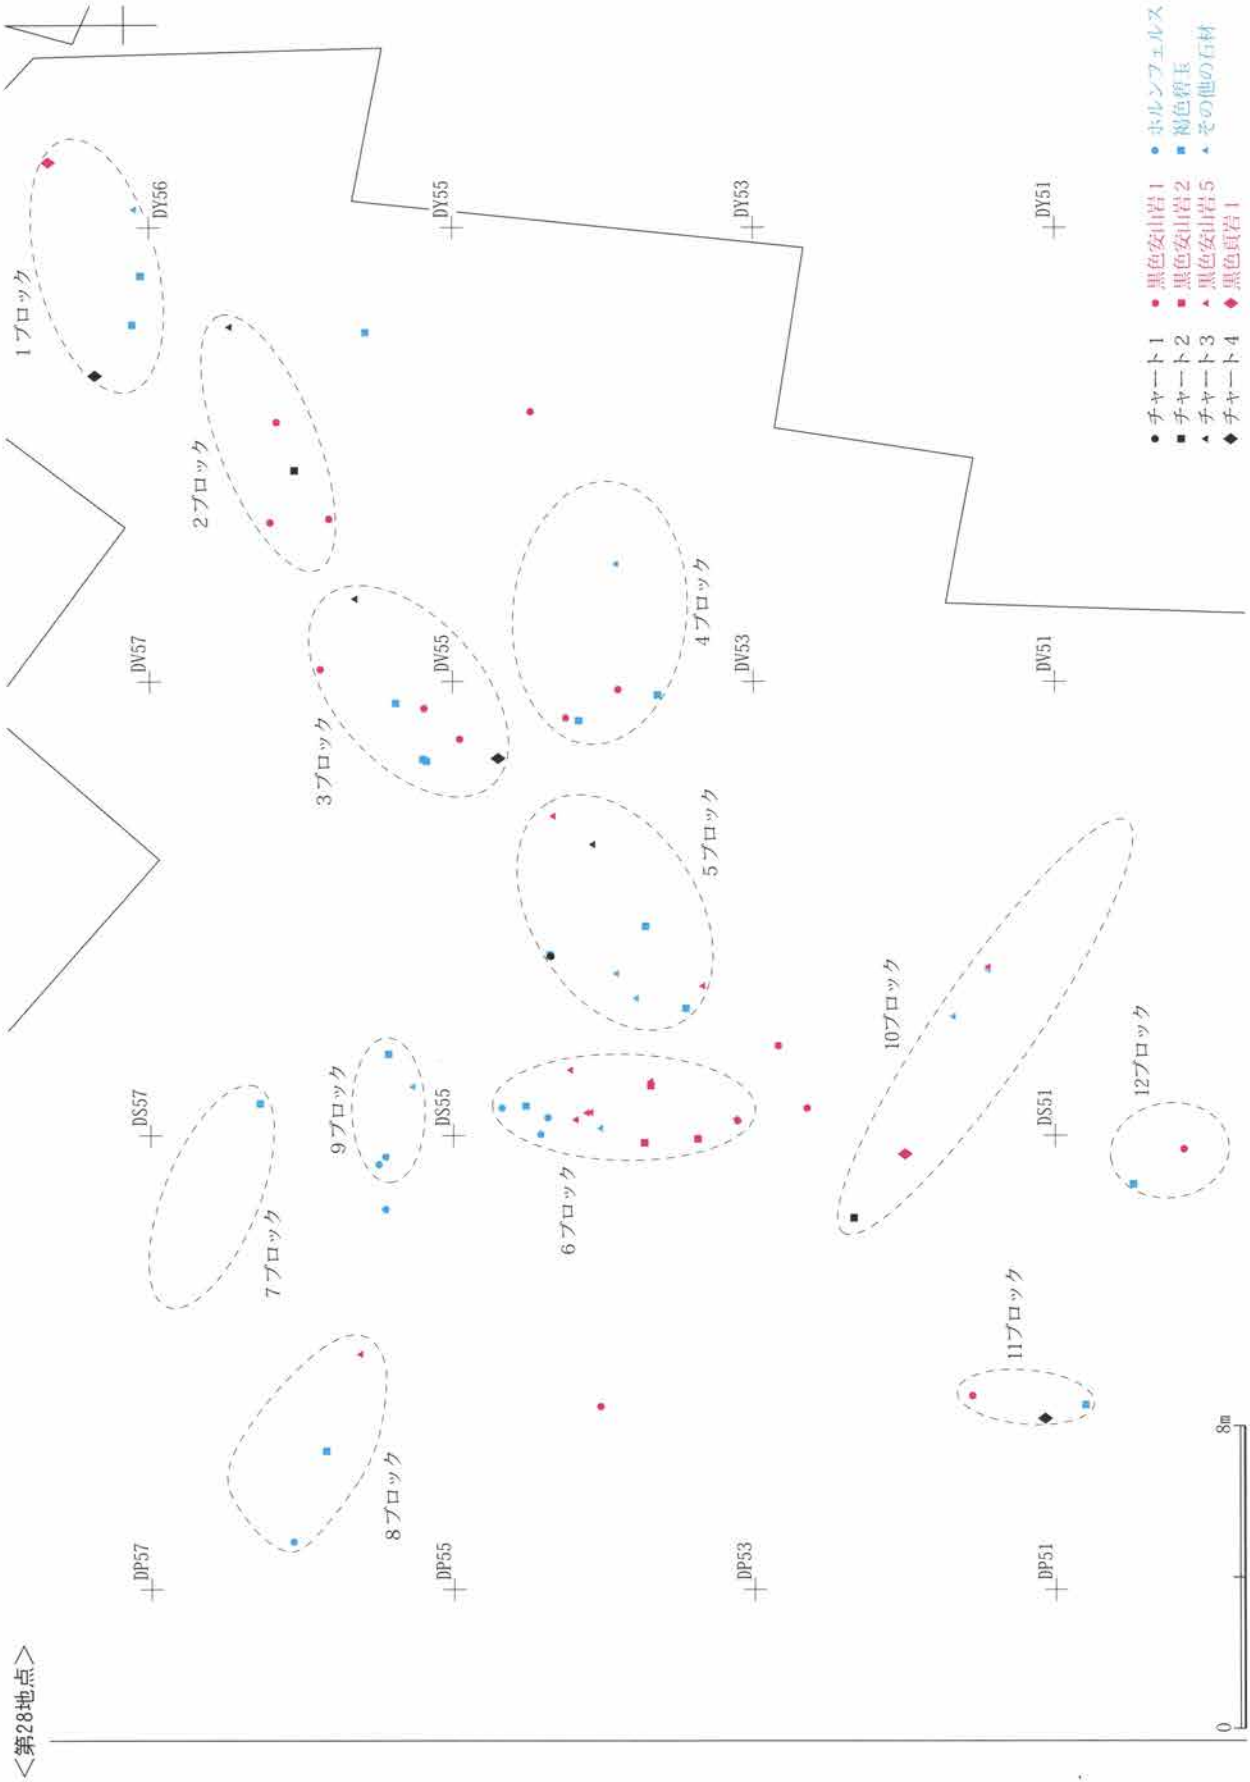 <第28地点>
1ブロック
2ブロック
3ブロック
4ブロック
5ブロック
6ブロック
7ブロック
8ブロック
9ブロック
10ブロック
11ブロック
12ブロック
DP57
DS57
DV57
DY56
DP55
DS55
DV55
DY55
DP53
DV53
DY53
DP51
DS51
DV51
DY51
チャート1
チャート2
チャート3
チャート4
黒色安山岩1
黒色安山岩2
黒色安山岩5
黒色頁岩1
ホルンフェルス
褐色碧玉
その他の石材
0
8m